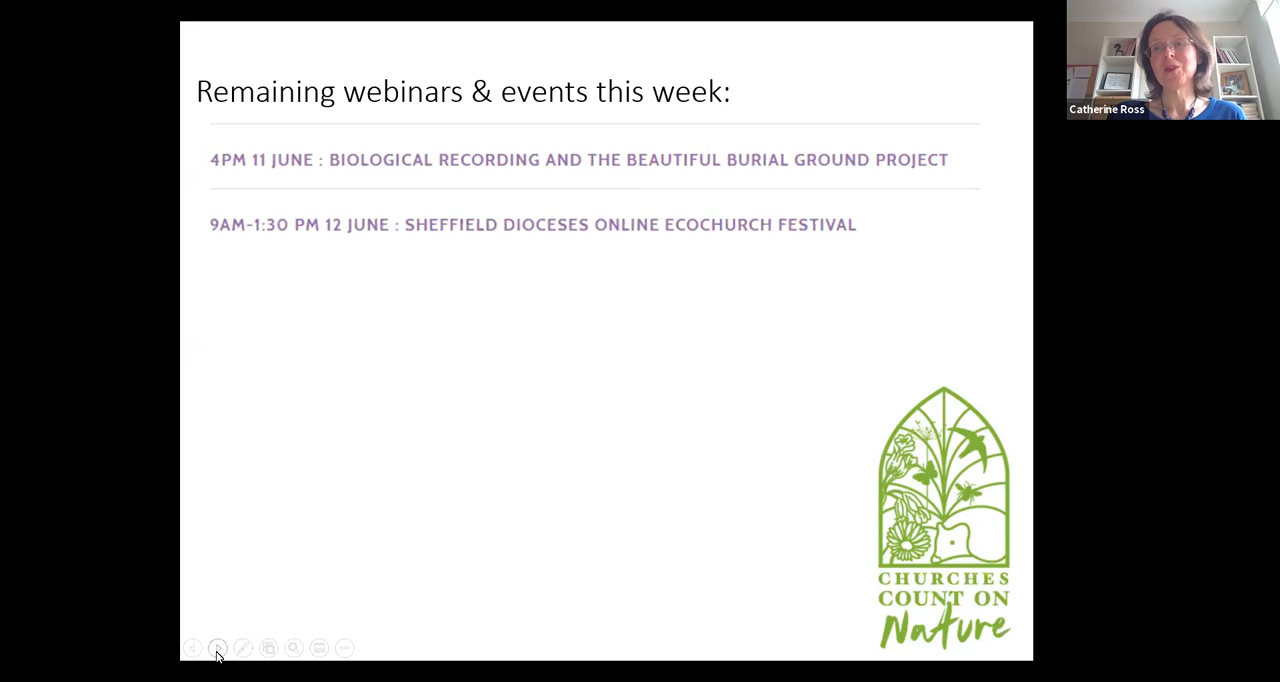 Remaining webinars & events this week:
4PM 11 JUNE : BIOLOGICAL RECORDING AND THE BEAUTIFUL BURIAL GROUND PROJECT
9AM-1:30 PM 12 JUNE : SHEFFIELD DIOCESES ONLINE ECOCHURCH FESTIVAL
Catherine Ross
CHURCHES
COUNT ON
Nature